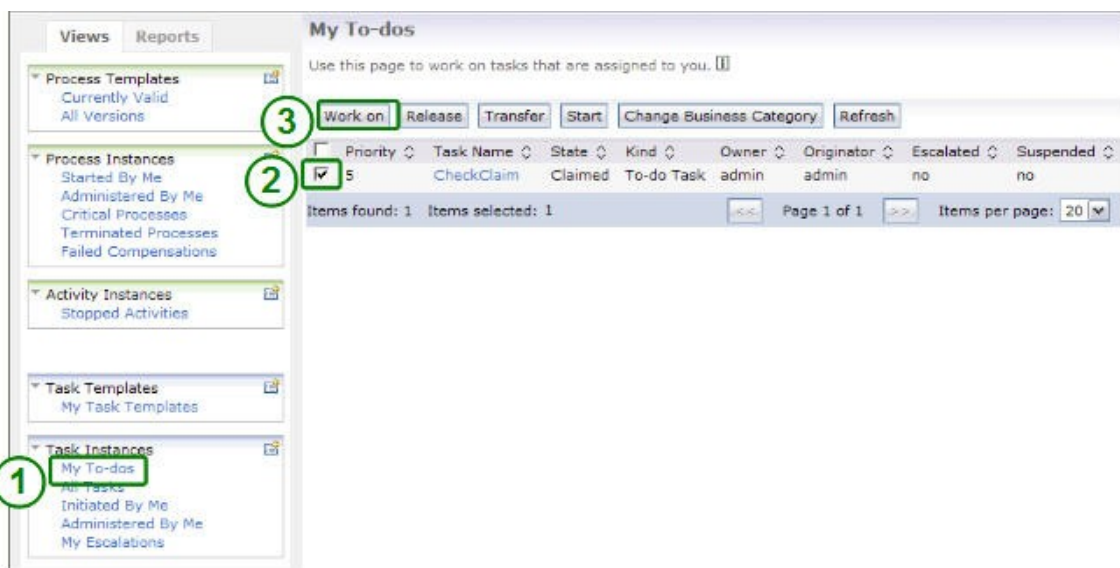 Views Reports
Process Templates
Currently Valid
All Versions
Process Instances
Started By Me
Administered By Me
Critical Processes
Terminated Processes
Failed Compensations
Activity Instances
Stopped Activities
Task Templates
My Task Templates
Task Instances
1
My To-dos
All Tasks
Initiated By Me
Administered By Me
My Escalations
My To-dos
Use this page to work on tasks that are assigned to you.
3 Work on Release Transfer Start Change Business Category Refresh
Priority Task Name State Kind Owner Originator Escalated Suspended
2 5 CheckClaim Claimed To-do Task admin admin no no
Items found: 1 Items selected: 1 << Page 1 of 1 >> Items per page: 20